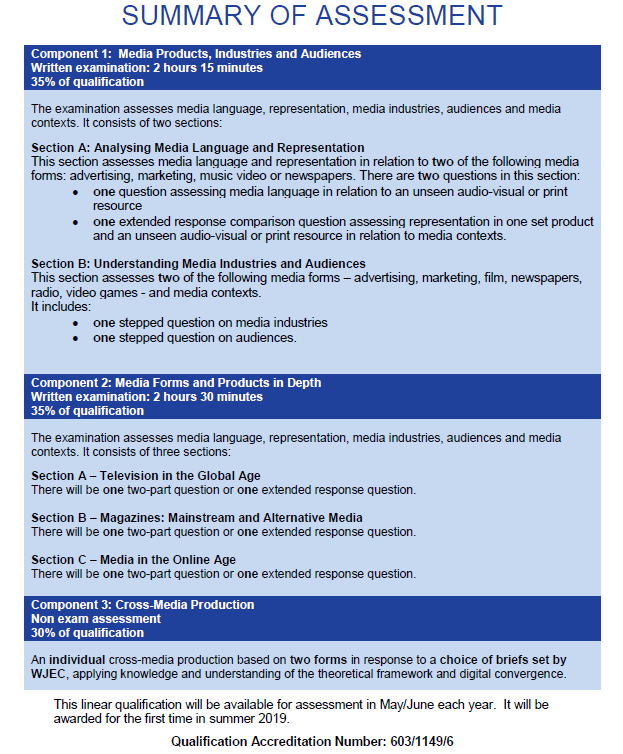 SUMMARY OF ASSESSMENT
Component 1:  Media Products, Industries and Audiences
Written examination: 2 hours 15 minutes
35% of qualification
The examination assesses media language, representation, media industries, audiences and media
contexts. It consists of two sections:
Section A: Analysing Media Language and Representation
This section assesses media language and representation in relation to two of the following media
forms: advertising, marketing, music video or newspapers. There are two questions in this section:
• one question assessing media language in relation to an unseen audio-visual or print
resource
• one extended response comparison question assessing representation in one set product
and an unseen audio-visual or print resource in relation to media contexts.
Section B: Understanding Media Industries and Audiences
This section assesses two of the following media forms – advertising, marketing, film, newspapers,
radio, video games - and media contexts.
It includes:
• one stepped question on media industries
• one stepped question on audiences.
Component 2: Media Forms and Products in Depth
Written examination: 2 hours 30 minutes
35% of qualification
The examination assesses media language, representation, media industries, audiences and media
contexts. It consists of three sections:
Section A – Television in the Global Age
There will be one two-part question or one extended response question.
Section B – Magazines: Mainstream and Alternative Media
There will be one two-part question or one extended response question.
Section C – Media in the Online Age
There will be one two-part question or one extended response question.
Component 3: Cross-Media Production
Non exam assessment
30% of qualification
An individual cross-media production based on two forms in response to a choice of briefs set by
WJEC, applying knowledge and understanding of the theoretical framework and digital convergence.
This linear qualification will be available for assessment in May/June each year.  It will be
awarded for the first time in summer 2019.
Qualification Accreditation Number: 603/1149/6